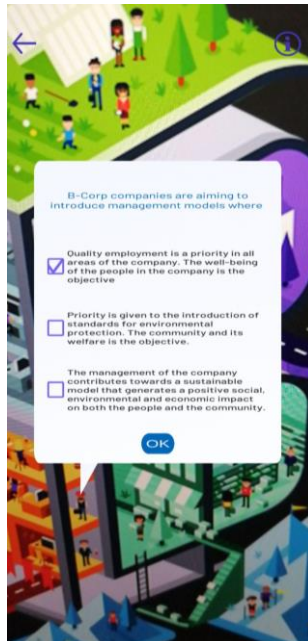 B-Corp companies are aiming to
introduce management models where
Quality employment is a priority in all
areas of the company. The well-being
of the people in the company is the
objective
Priority is given to the introduction of
standards for environmental
protection. The community and its
welfare is the objective.
The management of the company
contributes towards a sustainable
model that generates a positive social,
environmental and economic impact
on both the people and the community.
OK